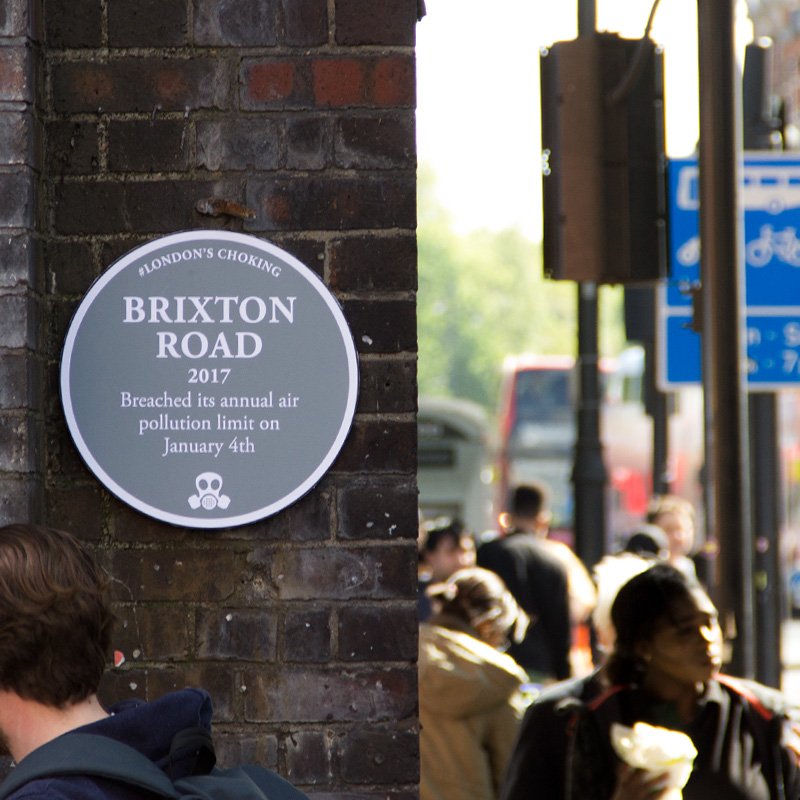 #LONDON'S CHOKING
BRIXTON
ROAD
2017
Breached its annual air
pollution limit on
January 4th